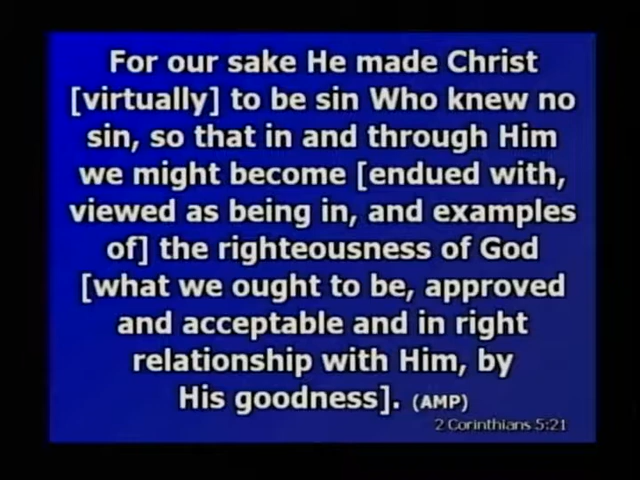 For our sake He made Christ
[virtually] to be sin Who knew no
sin, so that in and through Him
we might become [endued with,
viewed as being in, and examples
of] the righteousness of God
[what we ought to be, approved
and acceptable and in right
relationship with Him, by
His goodness]. (AMP)
2 Corinthians 5:21